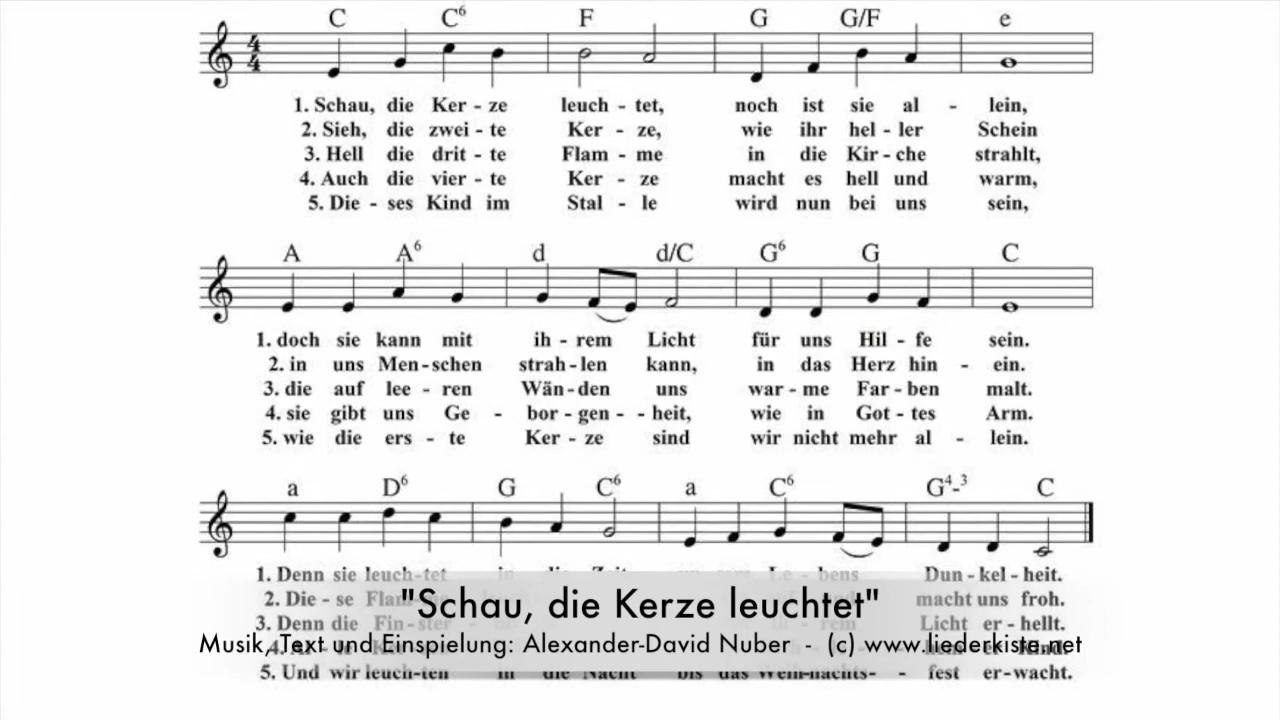 C C6 F G G/F e
4
4
1. Schau, die Ker - ze leuch - tet, noch ist sie al - lein,
2. Sieh, die zwei - te Ker - ze, wie ihr hel - ler Schein
3. Hell die drit - te Flam - me in die Kir - che strahlt,
4. Auch die vier - te Ker - ze macht es hell und warm,
5. Die - ses Kind im Stal - le wird nun bei uns sein,
A A6 d d/C G6 G C
1. doch sie kann mit ih - rem Licht für uns Hil - fe sein.
2. in uns Men - schen strah - len kann, in das Herz hin - ein.
3. die auf lee - ren Wän - den uns war - me Far - ben malt.
4. sie gibt uns Ge - bor - gen - - heit, wie in Got - tes Arm.
5. wie die ers - te Ker - ze sind wir nicht mehr al - lein.
a D6 G C6 a C6 G4-3 C
1. Denn sie leuch - tet in die Zeit Le - bens Dun - kel - heit.
2. Die - se macht uns froh.
"Schau, die Kerze leuchtet"
3. Denn die Fin - ster Licht er - hellt.
Musik, Text und Einspielung: Alexander-David Nuber - (c) www.liederkiste.net
5. Und wir leuch - ten in die Nacht bis das Weih - nachts - - fest er - wacht.